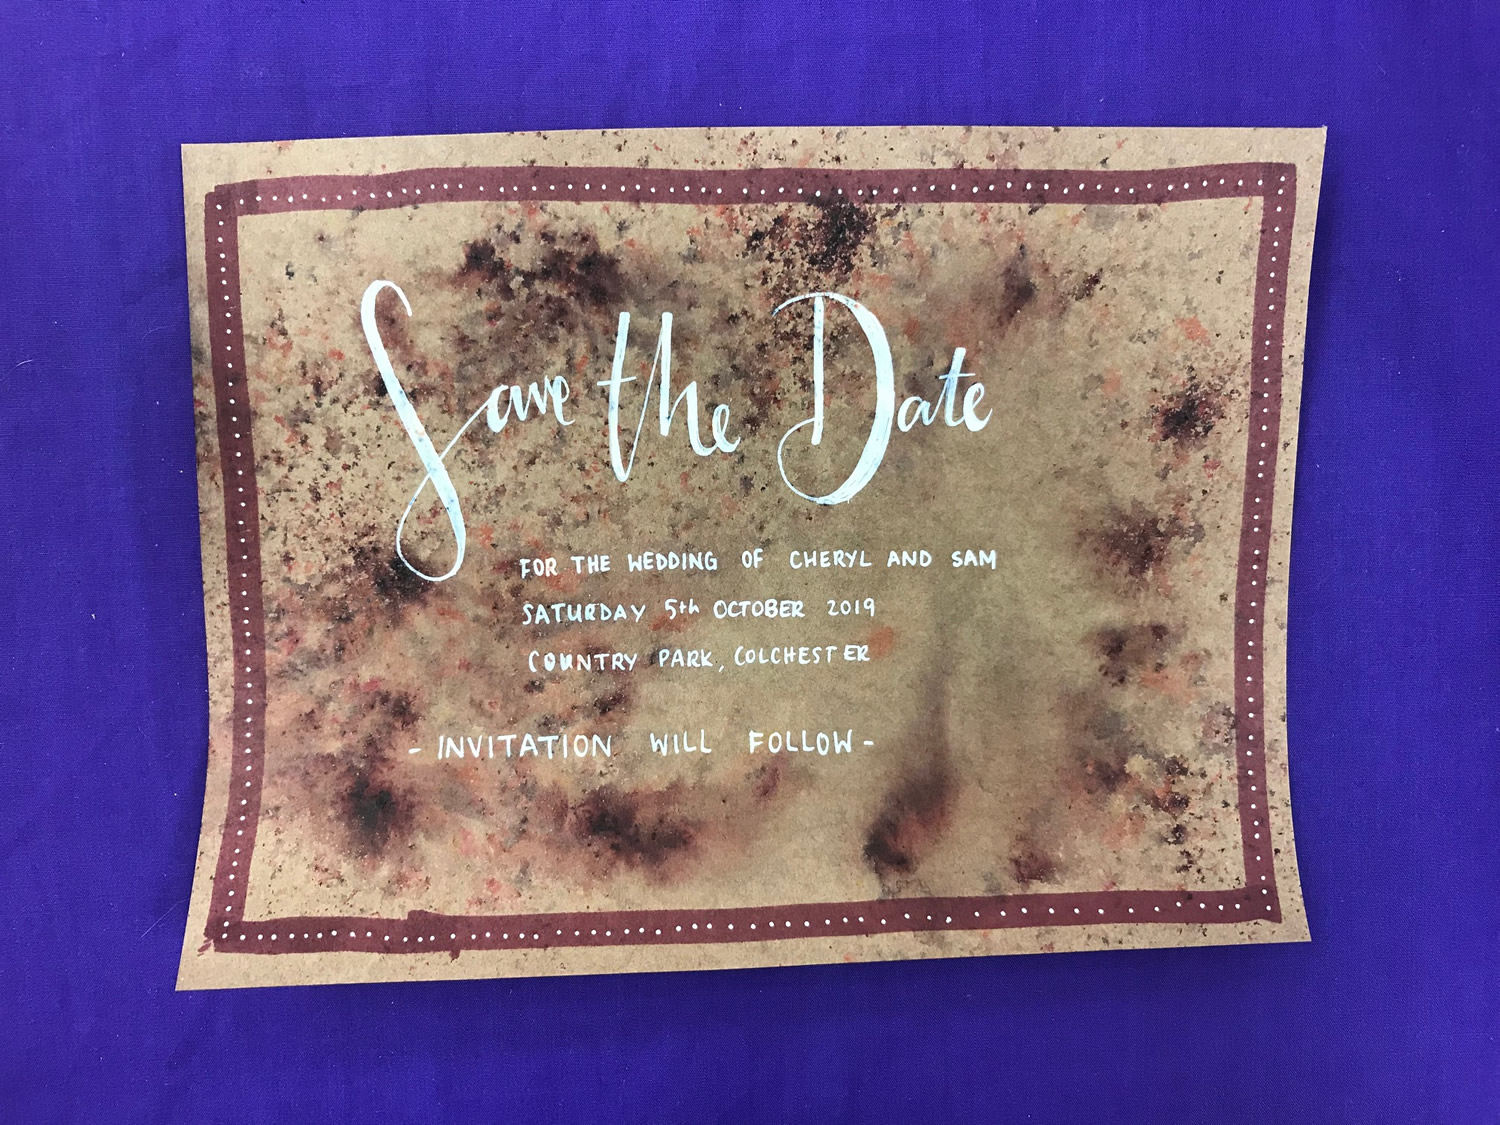 Save the Date
FOR THE WEDDING OF CHERYL AND SAM
SATURDAY 5th OCTOBER 2019
COUNTRY PARK, COLCHESTER
- INVITATION WILL FOLLOW -